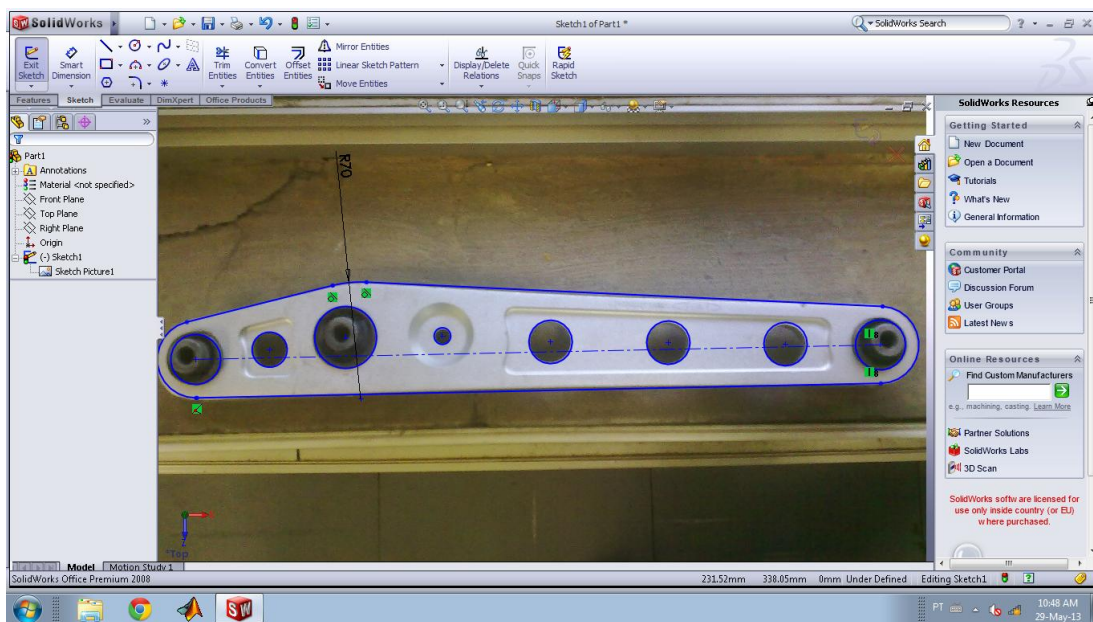 SolidWorks
Sketch1 of Part1 *
SolidWorks Search
Exit Sketch
Smart Dimension
Trim Entities
Convert Entities
Offset Entities
Mirror Entities
Linear Sketch Pattern
Move Entities
Display/Delete Relations
Quick Snaps
Rapid Sketch
Features Sketch Evaluate DimXpert Office Products
Part1
Annotations
Material <not specified>
Front Plane
Top Plane
Right Plane
Origin
(-) Sketch1
Sketch Picture1
R70
*Top
SolidWorks Resources
Getting Started
New Document
Open a Document
Tutorials
What's New
General Information
Community
Customer Portal
Discussion Forum
User Groups
Latest News
Online Resources
Find Custom Manufacturers
e.g., machining, casting. Learn More
Partner Solutions
SolidWorks Labs
3D Scan
SolidWorks software are licensed for
use only inside country (or EU)
where purchased.
Model Motion Study 1
SolidWorks Office Premium 2008
231.52mm 338.05mm 0mm Under Defined Editing Sketch1
PT
10:48 AM
29-May-13